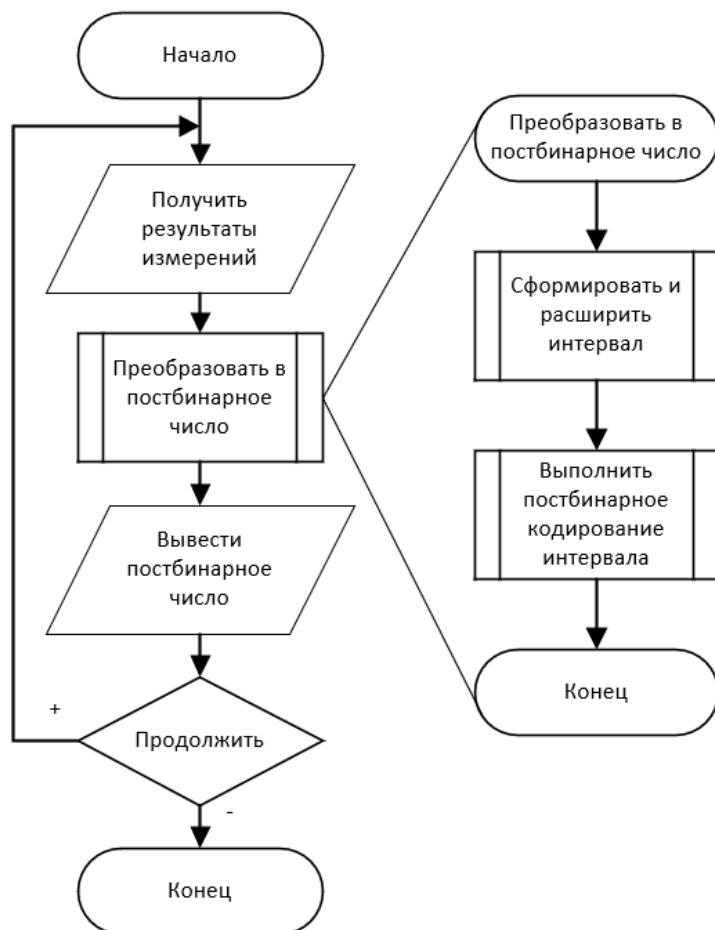 Начало
Получить
результаты
измерений
Преобразовать в
постбинарное
число
Вывести
постбинарное
число
+
Продолжить
-
Конец
Преобразовать в
постбинарное число
Сформировать и
расширить
интервал
Выполнить
постбинарное
кодирование
интервала
Конец